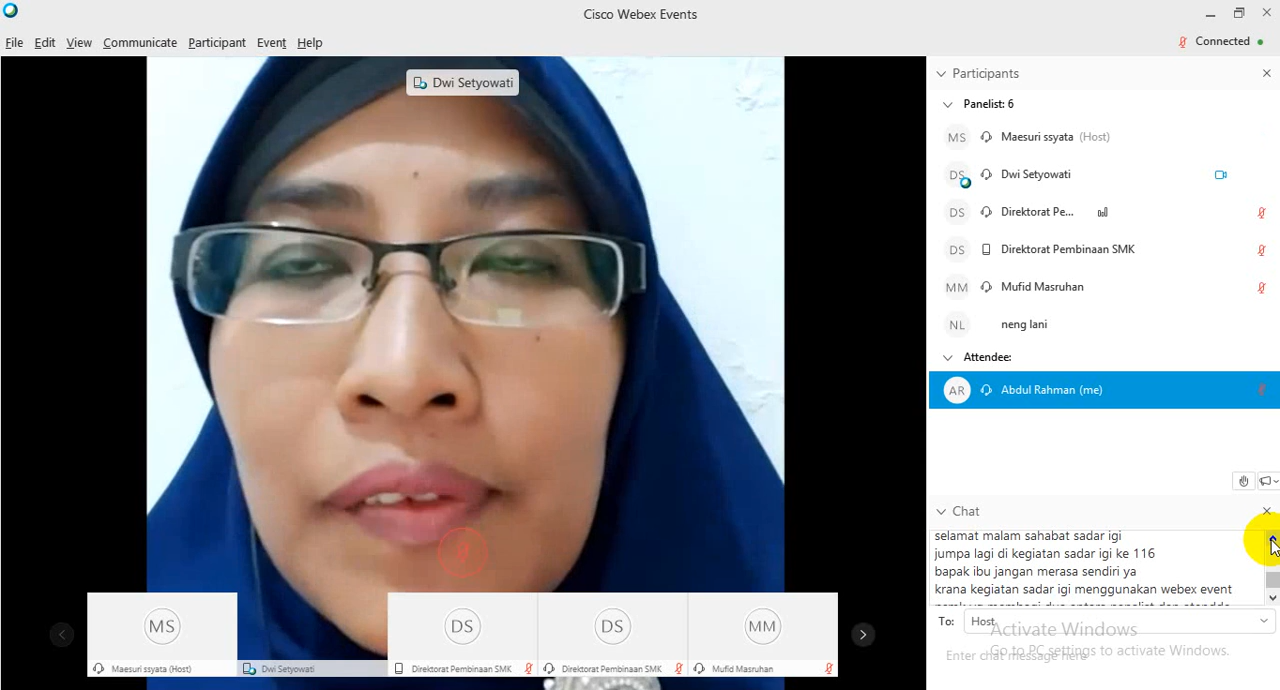 Cisco Webex Events
File Edit View Communicate Participant Event Help
Connected
Dwi Setyowati
Participants
Panelist: 6
MS Maesuri ssyata (Host)
DS Dwi Setyowati
DS Direktorat Pe...
DS Direktorat Pembinaan SMK
MM Mufid Masruhan
NL neng lani
Attendee:
AR Abdul Rahman (me)
Chat
selamat malam sahabat sadar igi
jumpa lagi di kegiatan sadar igi ke 116
bapak ibu jangan merasa sendiri ya
krana kegiatan sadar igi menggunakan webex event
To: Host
Enter chat message here
Activate Windows
Go to PC settings to activate Windows.
MS DS DS MM
Maesuri ssyata (Host) Dwi Setyowati Direktorat Pembinaan SMK Direktorat Pembinaan SMK Mufid Masruhan